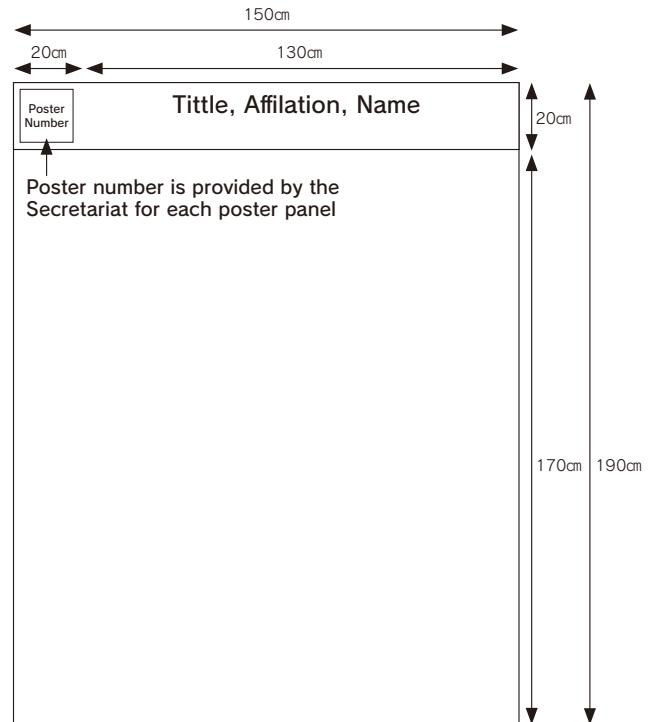 150㎝
20㎝
130㎝
Poster
Number
Tittle, Affilation, Name
20㎝
Poster number is provided by the
Secretariat for each poster panel
170㎝
190㎝